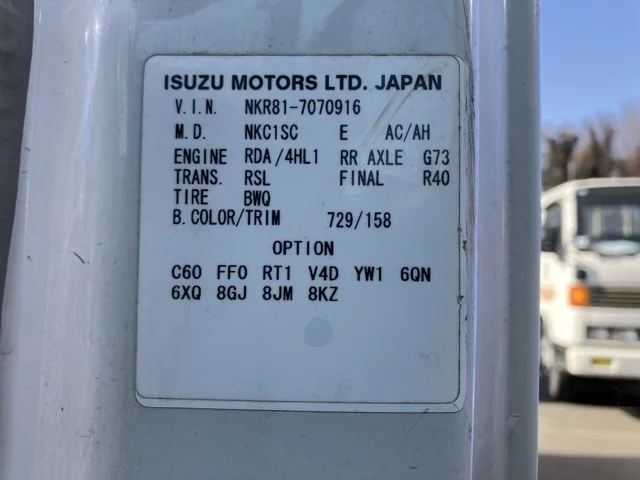 ISUZU MOTORS LTD. JAPAN
V.I.N. NKR81-7070916
M.D. NKC1SC E AC/AH
ENGINE RDA/4HL1 RR AXLE G73
TRANS. RSL FINAL R40
TIRE BWQ
B.COLOR/TRIM 729/158
OPTION
C60 FF0 RT1 V4D YW1 6QN
6XQ 8GJ 8JM 8KZ